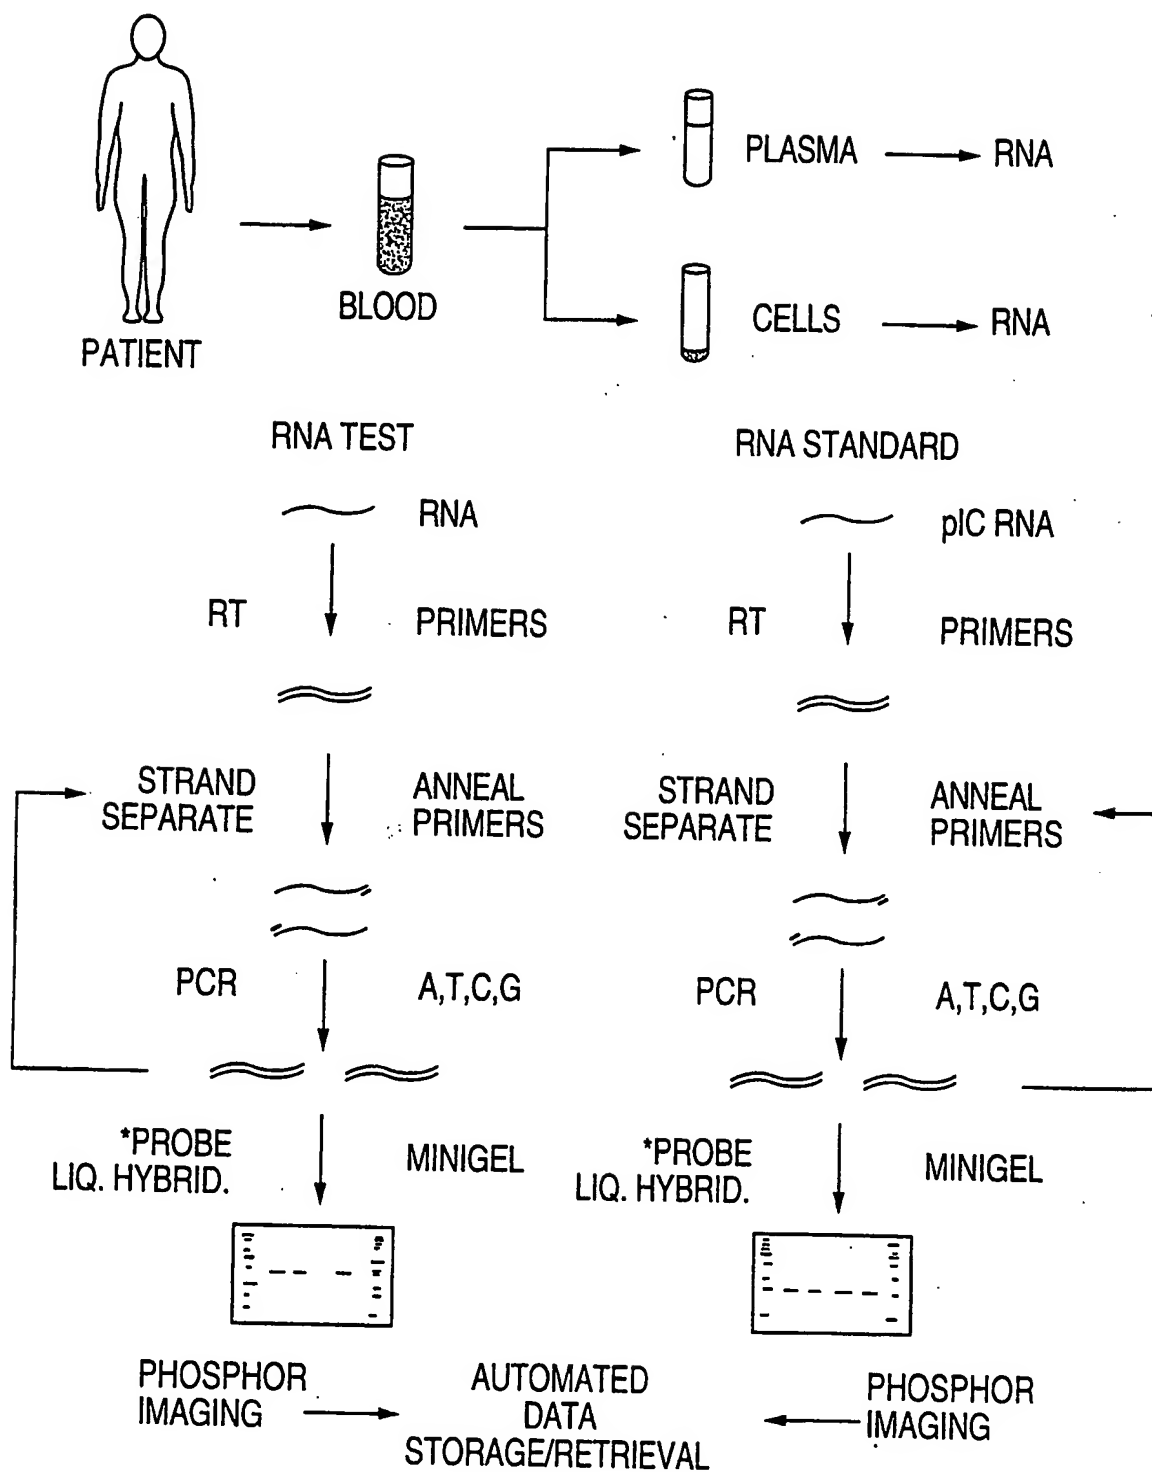 PLASMA
RNA
BLOOD
CELLS
RNA
PATIENT
RNA TEST
RNA STANDARD
RNA
pIC RNA
RT
PRIMERS
RT
PRIMERS
STRAND
SEPARATE
ANNEAL
PRIMERS
STRAND
SEPARATE
ANNEAL
PRIMERS
PCR
A,T,C,G
PCR
A,T,C,G
*PROBE
LIQ. HYBRID.
MINIGEL
*PROBE
LIQ. HYBRID.
MINIGEL
PHOSPHOR
IMAGING
AUTOMATED
DATA
STORAGE/RETRIEVAL
PHOSPHOR
IMAGING